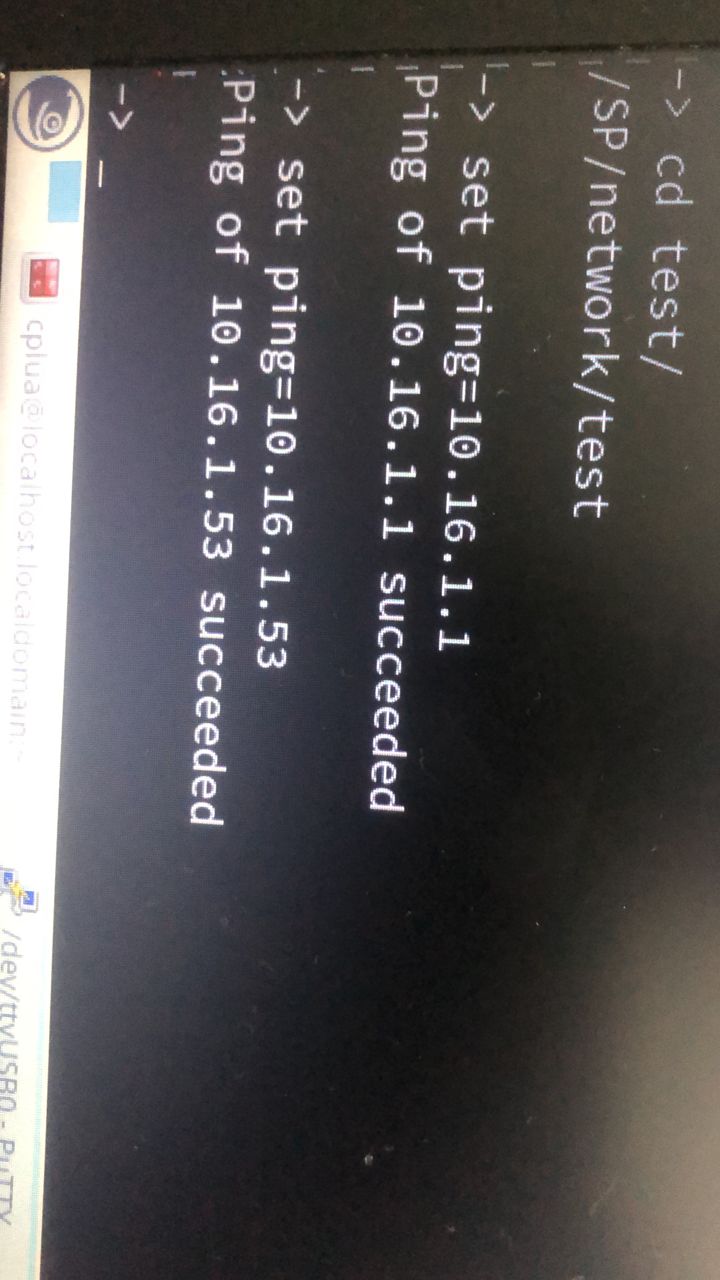 -> cd test/
/SP/network/test
-> set ping=10.16.1.1
Ping of 10.16.1.1 succeeded
-> set ping=10.16.1.53
Ping of 10.16.1.53 succeeded
-> _
cplua@localhost.localdomain:~
/dev/ttyUSB0 - PuTTY